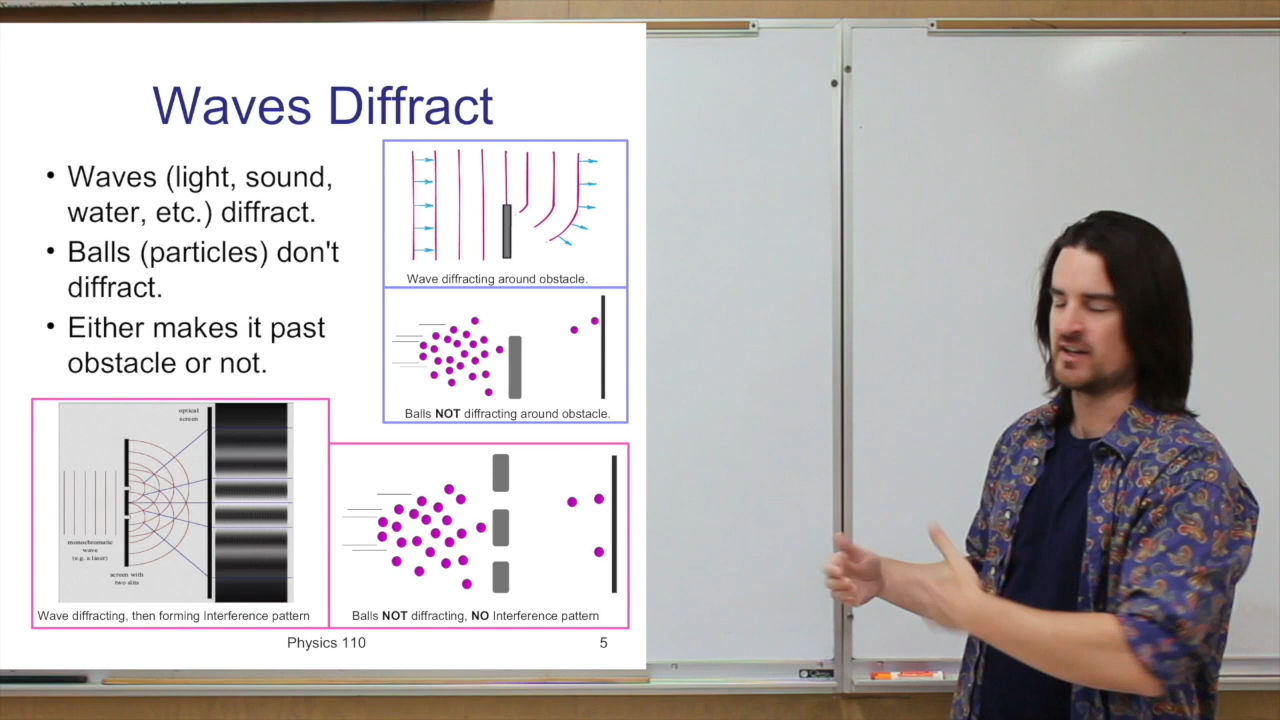 Waves Diffract
• Waves (light, sound,
water, etc.) diffract.
• Balls (particles) don't
diffract.
• Either makes it past
obstacle or not.
Wave diffracting around obstacle.
Balls NOT diffracting around obstacle.
optical
screen
monochromatic
wave
(e.g. a laser)
screen with
two slits
Wave diffracting, then forming Interference pattern
Balls NOT diffracting, NO Interference pattern
Physics 110
5